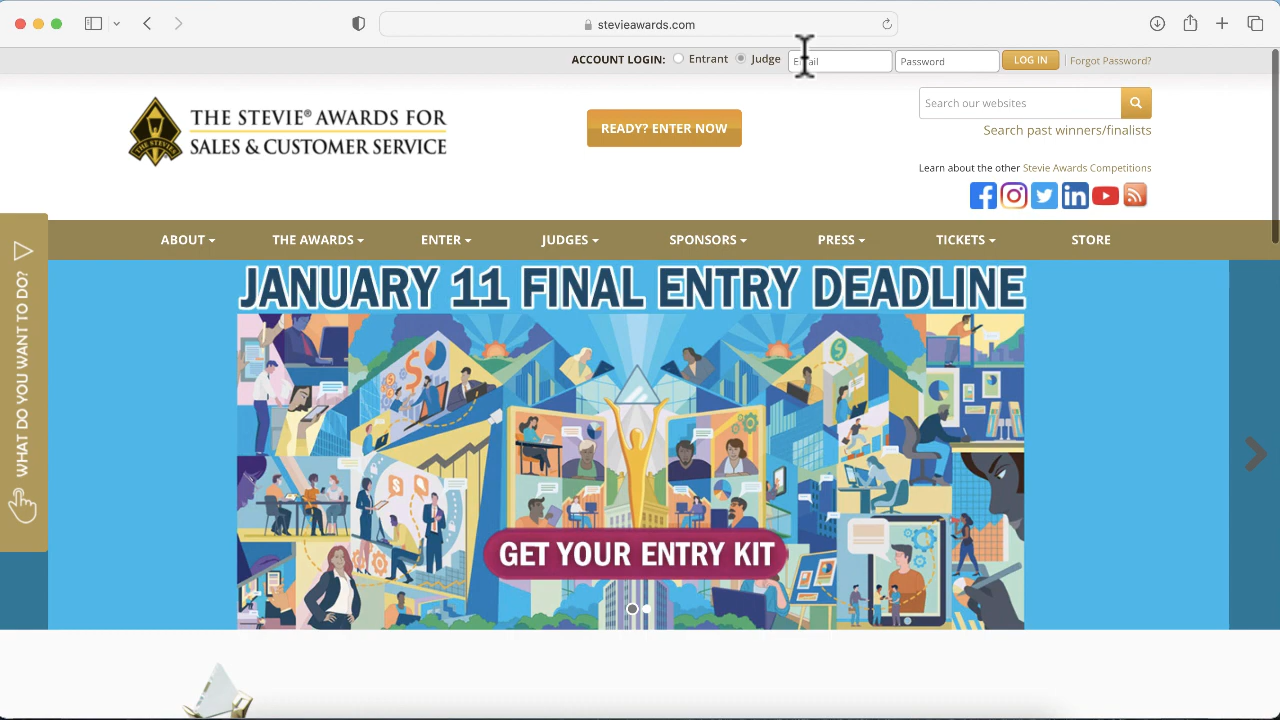 stevieawards.com
ACCOUNT LOGIN: Entrant Judge Email Password LOG IN Forgot Password?
THE STEVIE® AWARDS FOR
SALES & CUSTOMER SERVICE
THE STEVIES
READY? ENTER NOW
Search our websites
Search past winners/finalists
Learn about the other Stevie Awards Competitions
WHAT DO YOU WANT TO DO?
ABOUT THE AWARDS ENTER JUDGES SPONSORS PRESS TICKETS STORE
JANUARY 11 FINAL ENTRY DEADLINE
GET YOUR ENTRY KIT